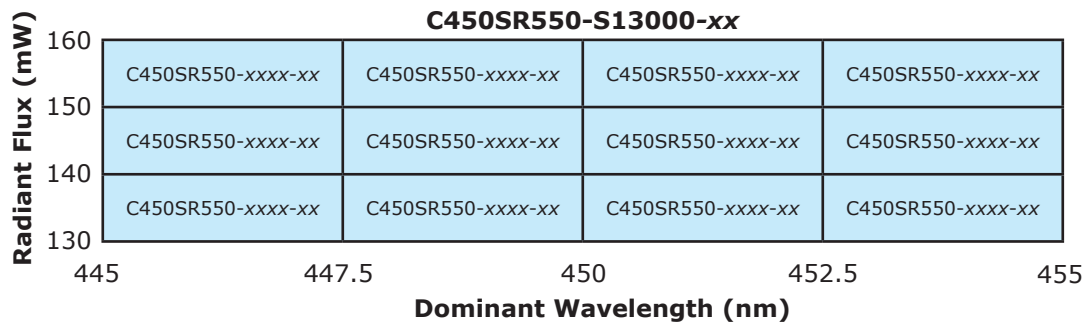 C450SR550-S13000-xx
160
C450SR550-xxxx-xx C450SR550-xxxx-xx C450SR550-xxxx-xx C450SR550-xxxx-xx
150
C450SR550-xxxx-xx C450SR550-xxxx-xx C450SR550-xxxx-xx C450SR550-xxxx-xx
140
C450SR550-xxxx-xx C450SR550-xxxx-xx C450SR550-xxxx-xx C450SR550-xxxx-xx
130
Radiant Flux (mW)
445 447.5 450 452.5 455
Dominant Wavelength (nm)